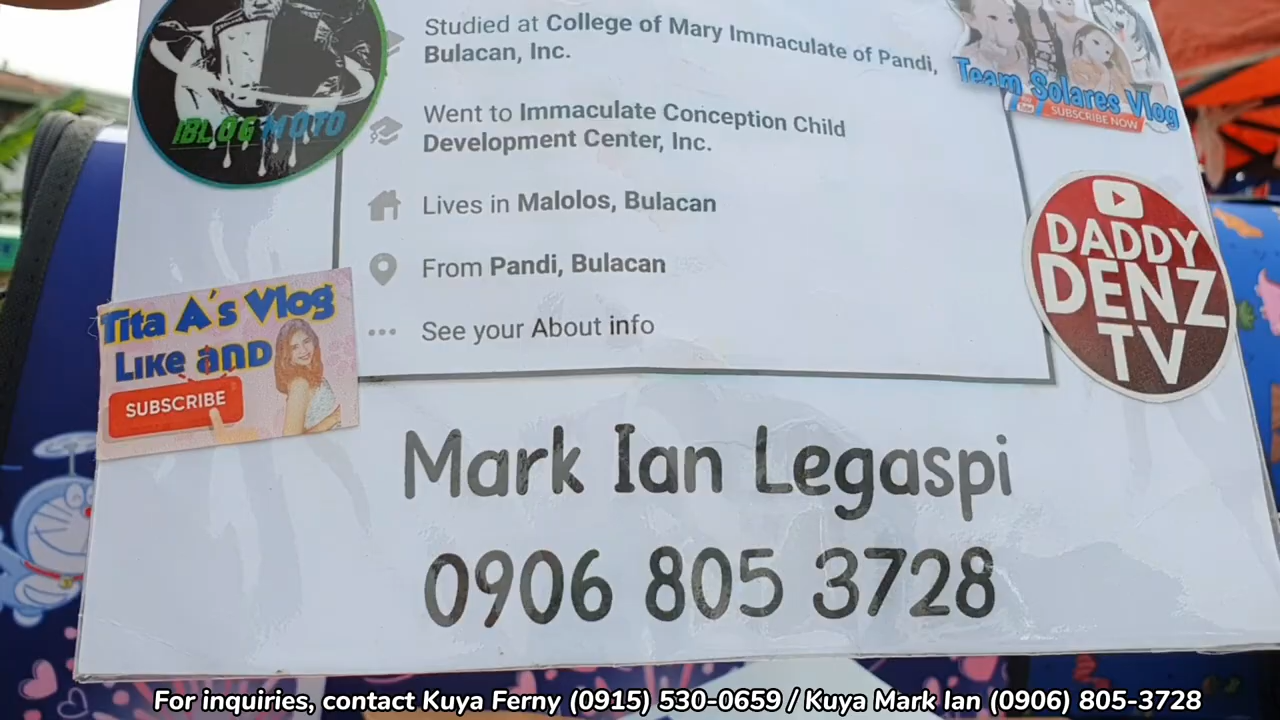 Studied at College of Mary Immaculate of Pandi,
Bulacan, Inc.
Went to Immaculate Conception Child
Development Center, Inc.
Lives in Malolos, Bulacan
From Pandi, Bulacan
See your About info
IBLOGMOTO
Team Solares Vlog
SUBSCRIBE NOW
DADDY
DENZ
TV
Tita A's Vlog
LIKE and
SUBSCRIBE
Mark Ian Legaspi
0906 805 3728
For inquiries, contact Kuya Ferny (0915) 530-0659 / Kuya Mark Ian (0906) 805-3728